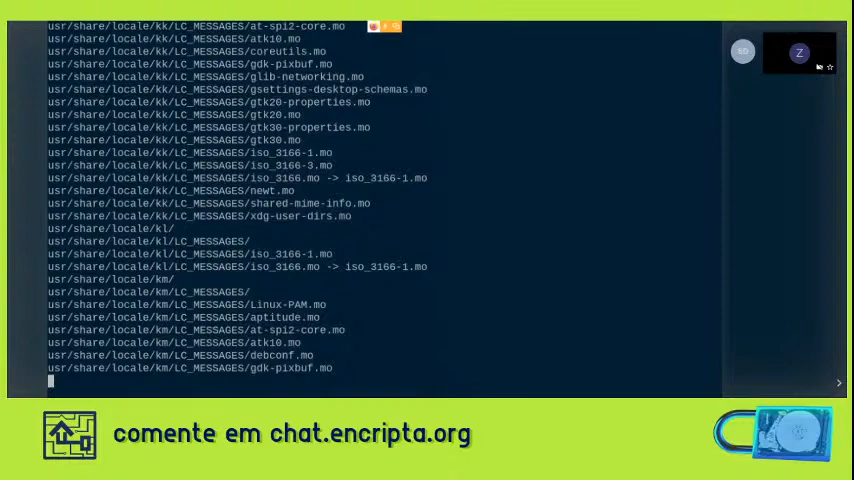 usr/share/locale/kk/LC_MESSAGES/at-spi2-core.mo
usr/share/locale/kk/LC_MESSAGES/atk10.mo
usr/share/locale/kk/LC_MESSAGES/coreutils.mo
usr/share/locale/kk/LC_MESSAGES/gdk-pixbuf.mo
usr/share/locale/kk/LC_MESSAGES/glib-networking.mo
usr/share/locale/kk/LC_MESSAGES/gsettings-desktop-schemas.mo
usr/share/locale/kk/LC_MESSAGES/gtk20-properties.mo
usr/share/locale/kk/LC_MESSAGES/gtk20.mo
usr/share/locale/kk/LC_MESSAGES/gtk30-properties.mo
usr/share/locale/kk/LC_MESSAGES/gtk30.mo
usr/share/locale/kk/LC_MESSAGES/iso_3166-1.mo
usr/share/locale/kk/LC_MESSAGES/iso_3166-3.mo
usr/share/locale/kk/LC_MESSAGES/iso_3166.mo -> iso_3166-1.mo
usr/share/locale/kk/LC_MESSAGES/newt.mo
usr/share/locale/kk/LC_MESSAGES/shared-mime-info.mo
usr/share/locale/kk/LC_MESSAGES/xdg-user-dirs.mo
usr/share/locale/kl/
usr/share/locale/kl/LC_MESSAGES/
usr/share/locale/kl/LC_MESSAGES/iso_3166-1.mo
usr/share/locale/kl/LC_MESSAGES/iso_3166.mo -> iso_3166-1.mo
usr/share/locale/km/
usr/share/locale/km/LC_MESSAGES/
usr/share/locale/km/LC_MESSAGES/Linux-PAM.mo
usr/share/locale/km/LC_MESSAGES/aptitude.mo
usr/share/locale/km/LC_MESSAGES/at-spi2-core.mo
usr/share/locale/km/LC_MESSAGES/atk10.mo
usr/share/locale/km/LC_MESSAGES/debconf.mo
usr/share/locale/km/LC_MESSAGES/gdk-pixbuf.mo
ED
Z
comente em chat.encripta.org